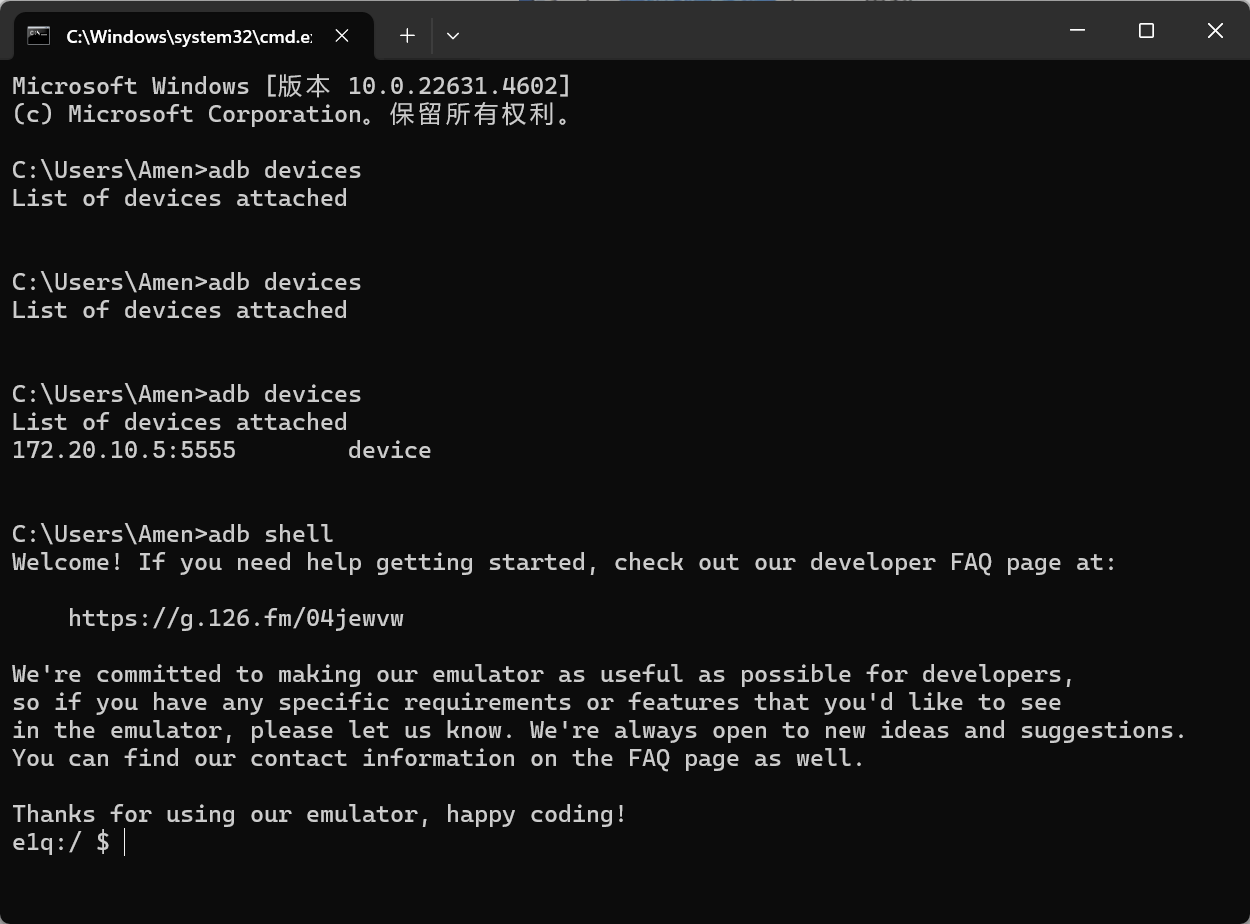 C:\Windows\system32\cmd.e
Microsoft Windows [版本 10.0.22631.4602]
(c) Microsoft Corporation。保留所有权利。
C:\Users\Amen>adb devices
List of devices attached
C:\Users\Amen>adb devices
List of devices attached
C:\Users\Amen>adb devices
List of devices attached
172.20.10.5:5555        device
C:\Users\Amen>adb shell
Welcome! If you need help getting started, check out our developer FAQ page at:
https://g.126.fm/04jewvw
We're committed to making our emulator as useful as possible for developers,
so if you have any specific requirements or features that you'd like to see
in the emulator, please let us know. We're always open to new ideas and suggestions.
You can find our contact information on the FAQ page as well.
Thanks for using our emulator, happy coding!
e1q:/ $